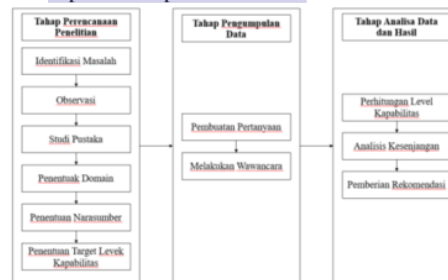 Tahap Perencanaan
Penelitian
Identifikasi Masalah
Observasi
Studi Pustaka
Penentuak Domain
Penentuan Narasumber
Penentuan Target Levek
Kapabilitas
Tahap Pengumpulan
Data
Pembuatan Pertanyaan
Melakukan Wawancara
Tahap Analisa Data
dan Hasil
Perhitungan Level
Kapabilitas
Analisis Kesenjangan
Pemberian Rekomendasi